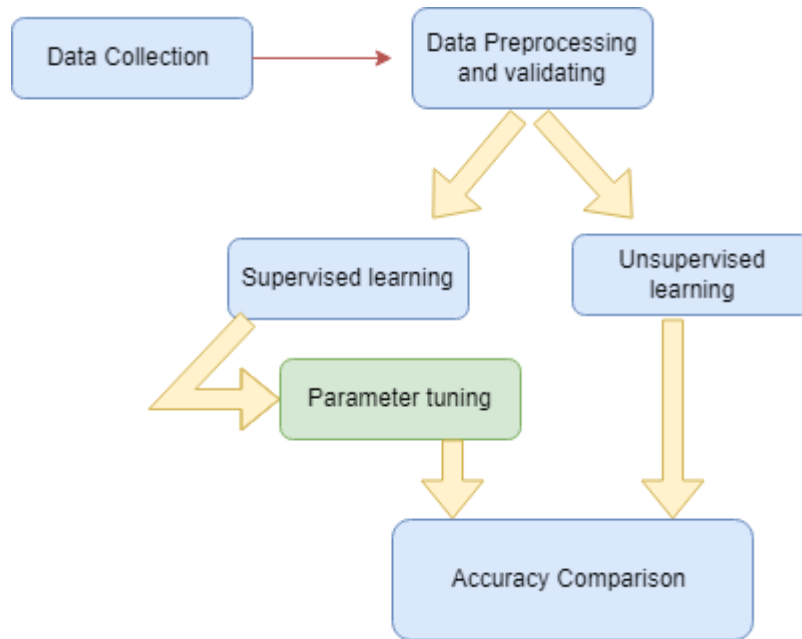 Data Collection
Data Preprocessing
and validating
Supervised learning
Unsupervised
learning
Parameter tuning
Accuracy Comparison